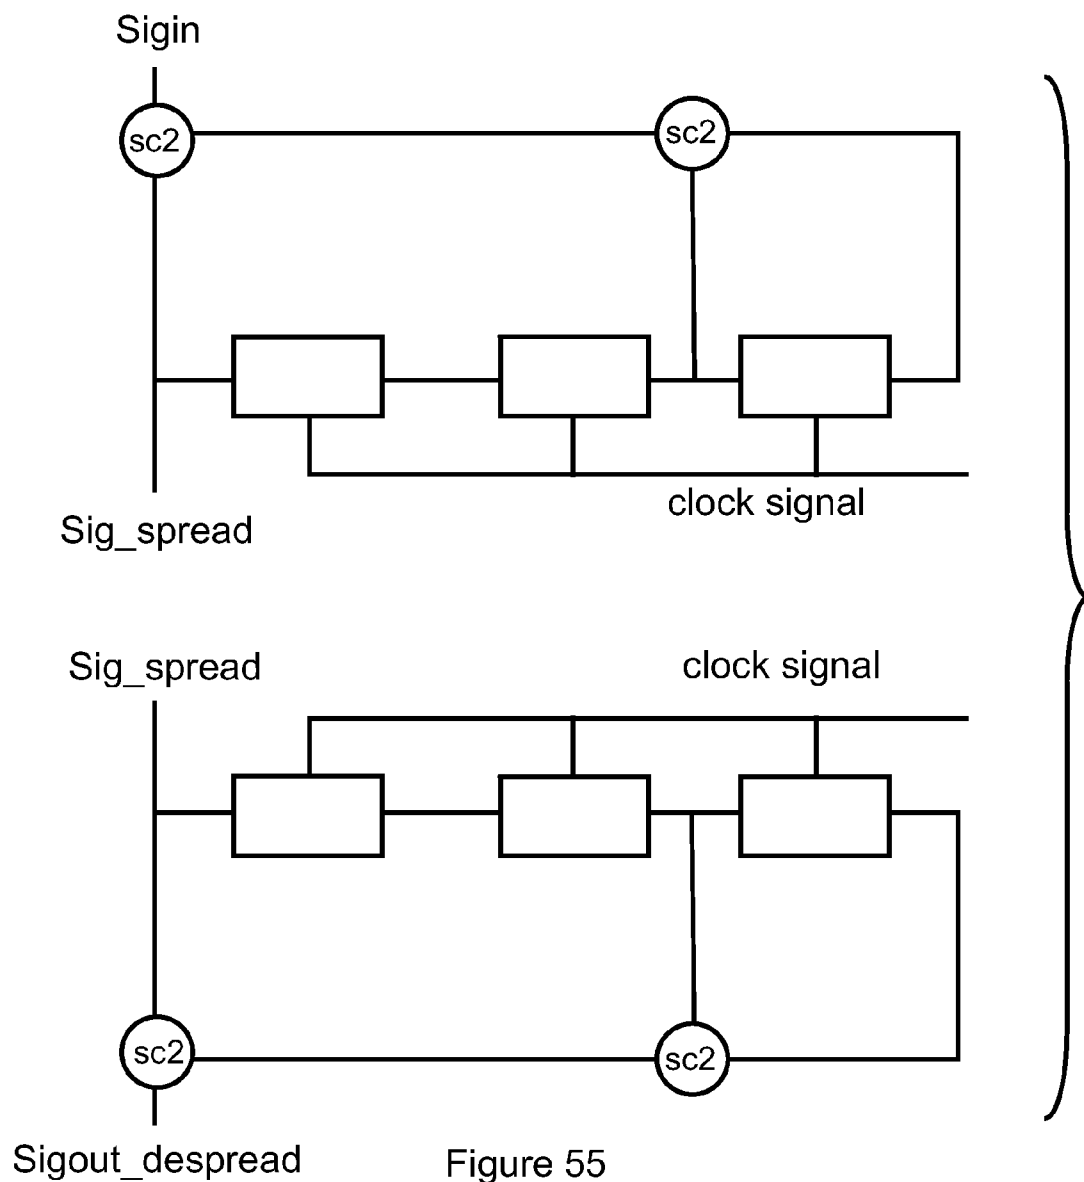 Sigin
sc2
sc2
clock signal
Sig_spread
Sig_spread
clock signal
sc2
sc2
Sigout_despread
Figure 55